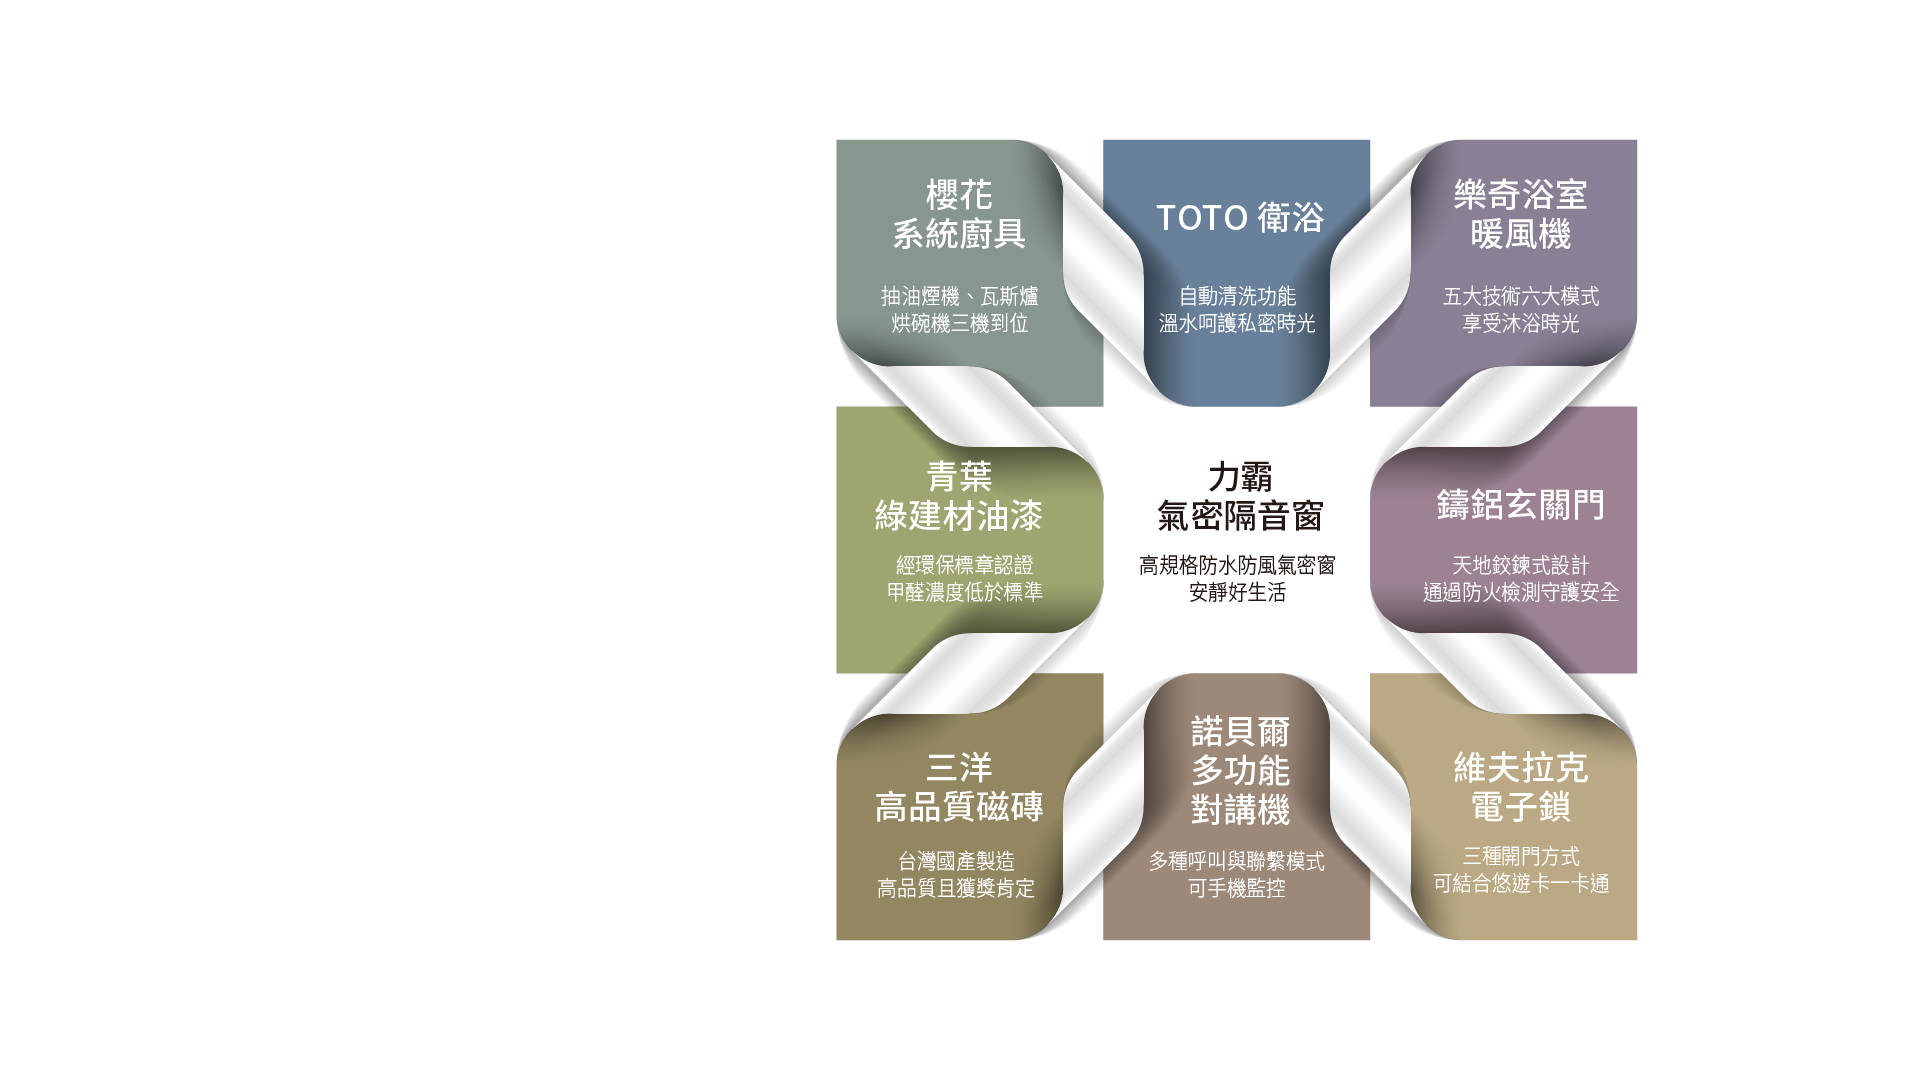 櫻花
系統廚具
抽油煙機、瓦斯爐
烘碗機三機到位
TOTO 衛浴
自動清洗功能
溫水呵護私密時光
樂奇浴室
暖風機
五大技術六大模式
享受沐浴時光
青葉
綠建材油漆
經環保標章認證
甲醛濃度低於標準
力霸
氣密隔音窗
高規格防水防風氣密窗
安靜好生活
鑄鋁玄關門
天地鉸鍊式設計
通過防火檢測守護安全
三洋
高品質磁磚
台灣國產製造
高品質且獲獎肯定
諾貝爾
多功能
對講機
多種呼叫與聯繫模式
可手機監控
維夫拉克
電子鎖
三種開門方式
可結合悠遊卡一卡通